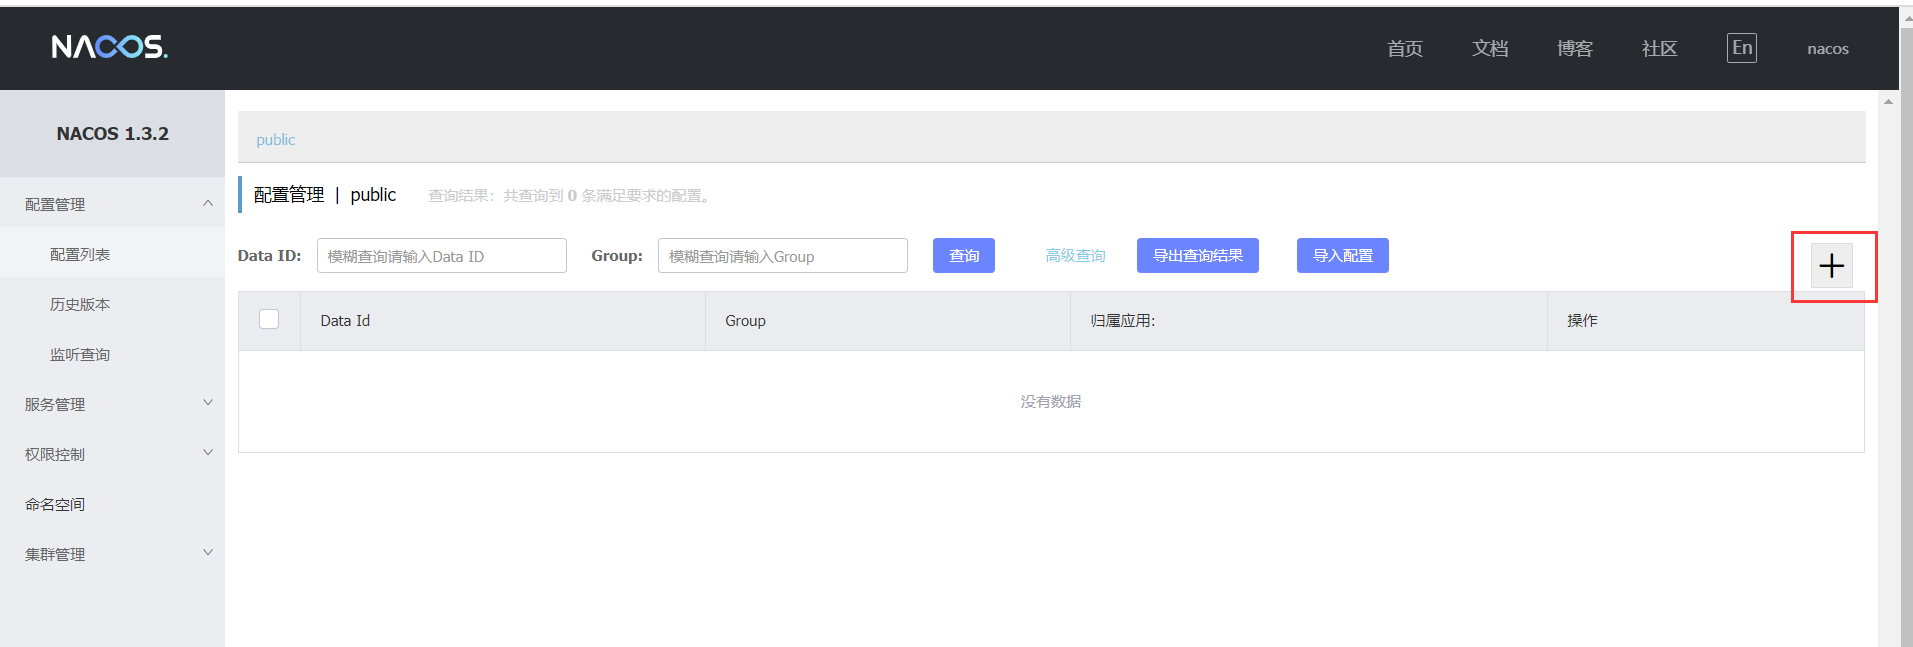 NACOS.
首页 文档 博客 社区 En nacos
NACOS 1.3.2
配置管理
配置列表
历史版本
监听查询
服务管理
权限控制
命名空间
集群管理
public
配置管理 | public 查询结果：共查询到 0 条满足要求的配置。
Data ID: 模糊查询请输入Data ID Group: 模糊查询请输入Group 查询 高级查询 导出查询结果 导入配置
Data Id Group 归属应用: 操作
没有数据